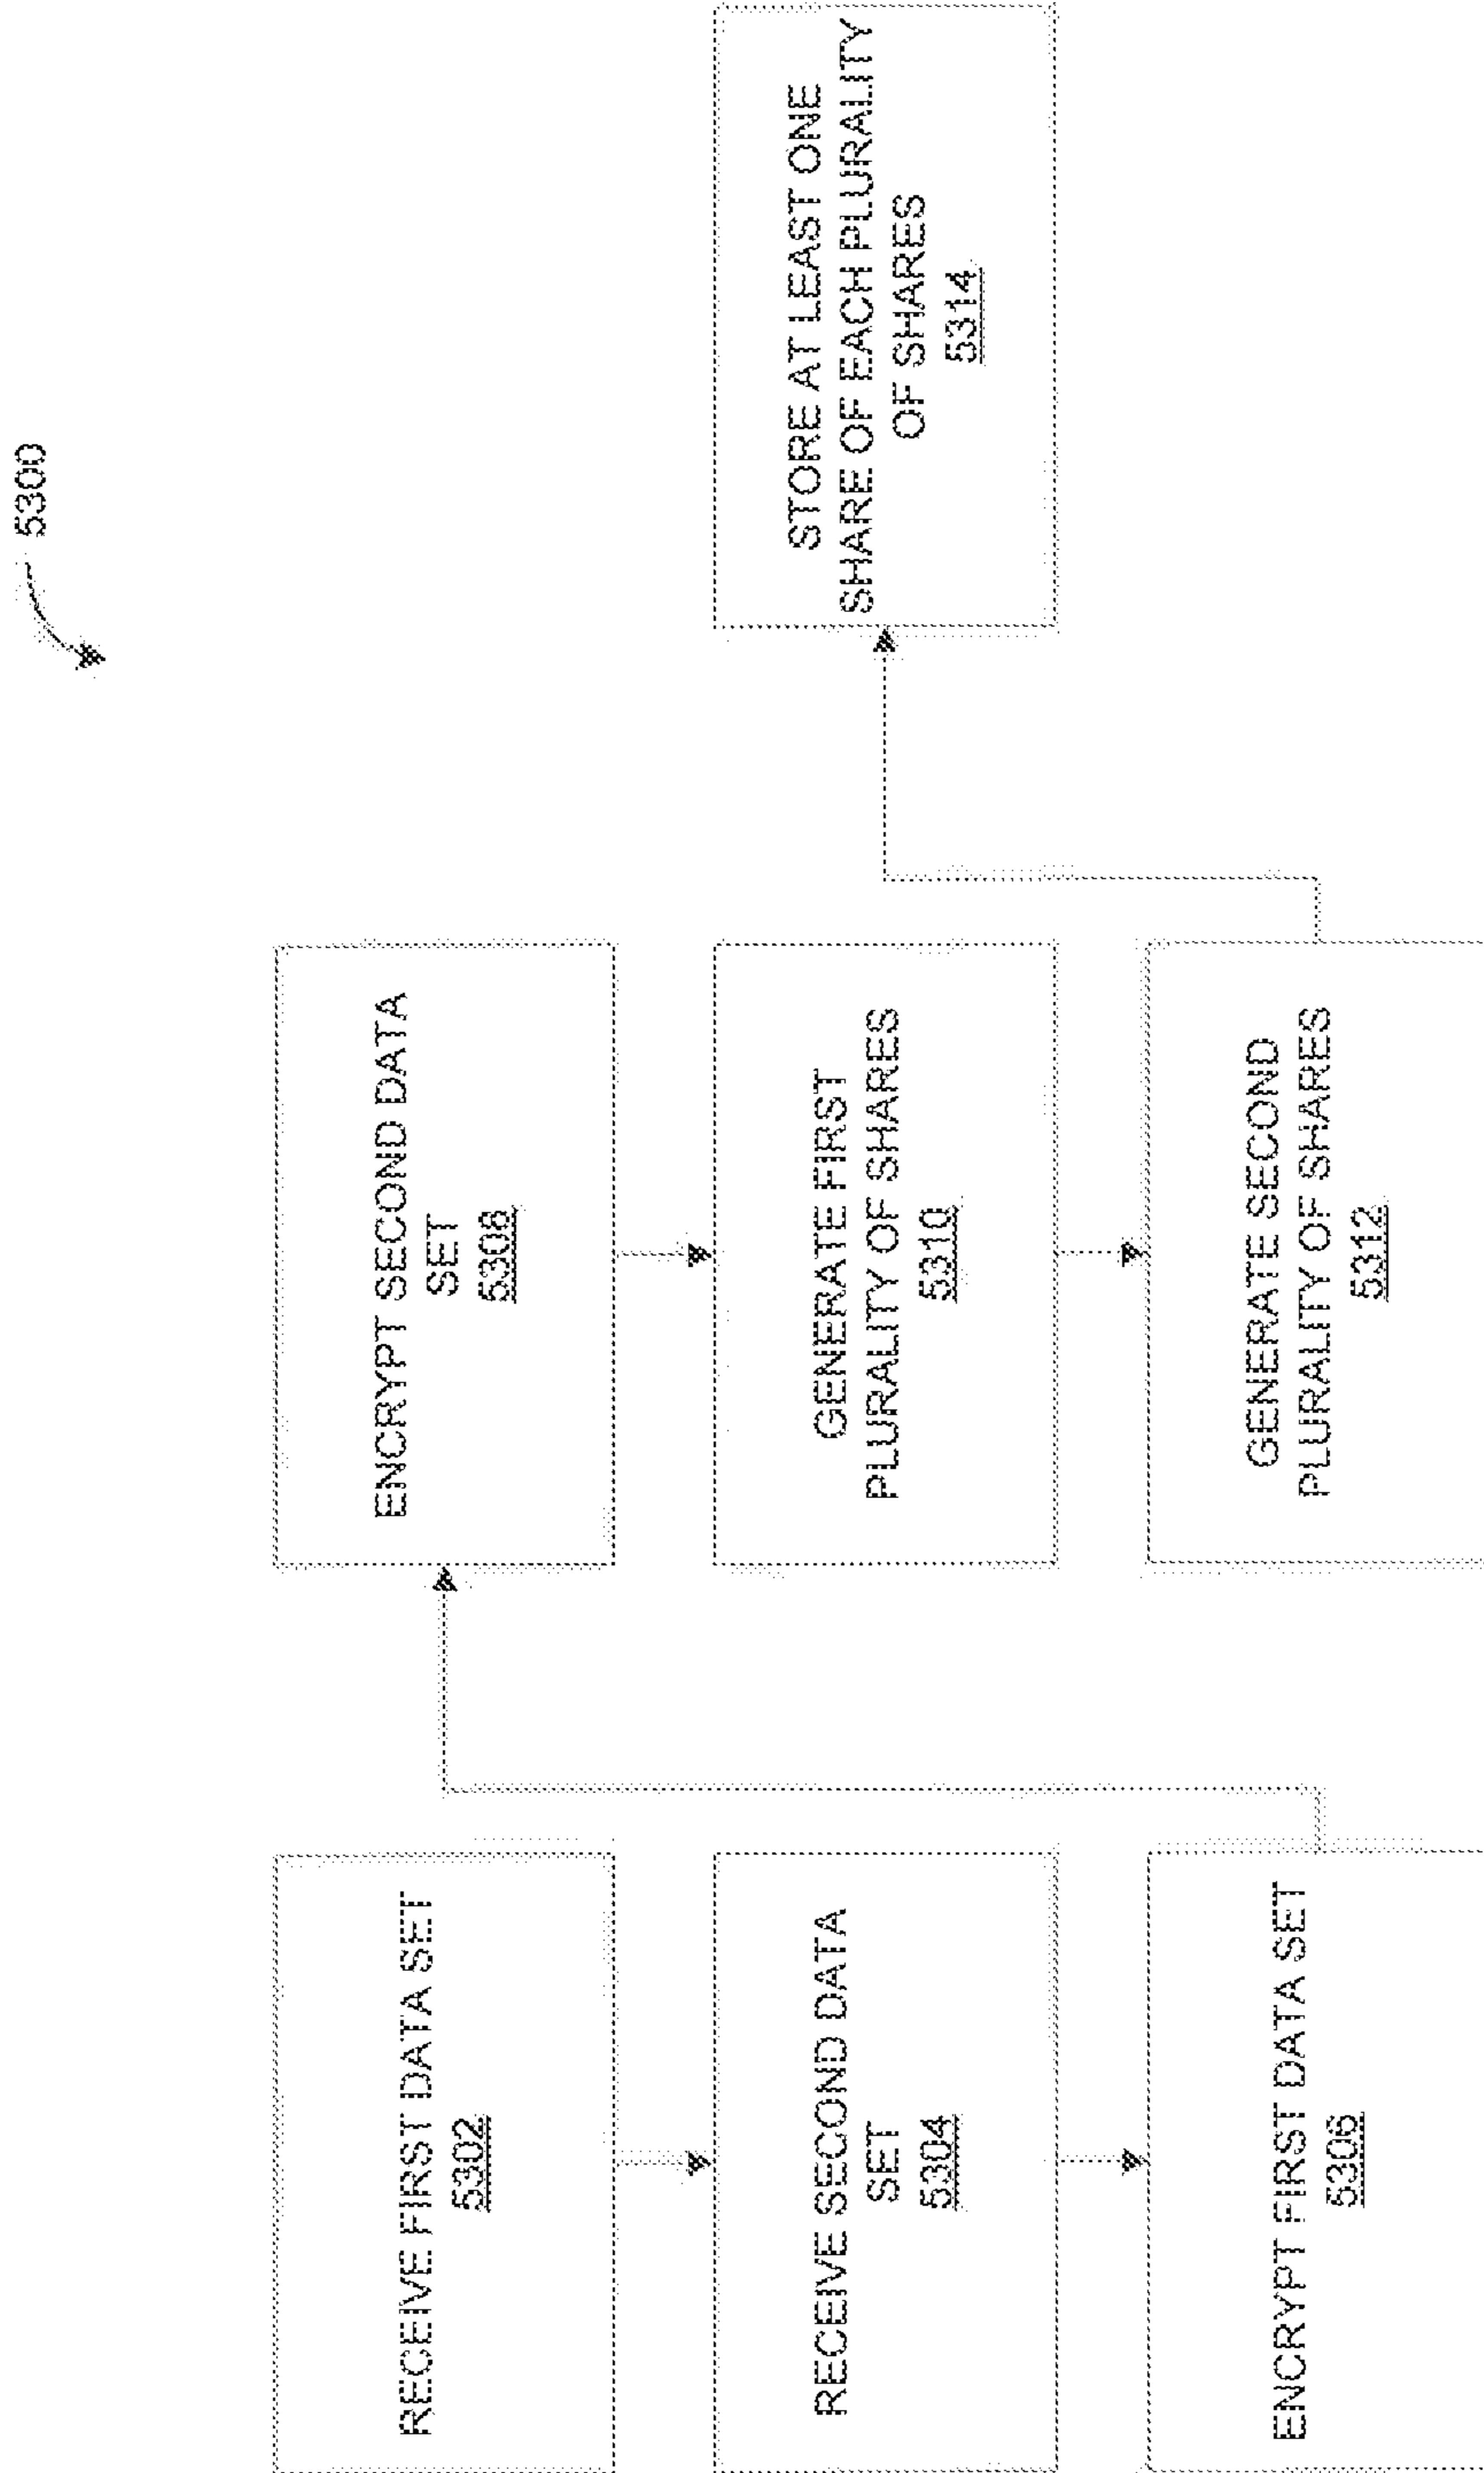 5300
RECEIVE FIRST DATA SET
5302
RECEIVE SECOND DATA
SET
5304
ENCRYPT FIRST DATA SET
5306
ENCRYPT SECOND DATA
SET
5308
GENERATE FIRST
PLURALITY OF SHARES
5310
GENERATE SECOND
PLURALITY OF SHARES
5312
STORE AT LEAST ONE
SHARE OF EACH PLURALITY
OF SHARES
5314